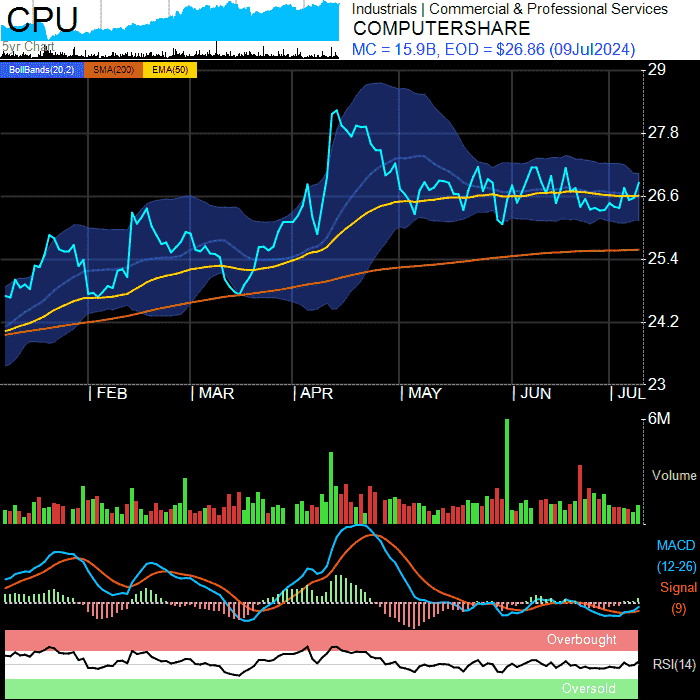 CPU
5yr Chart
Industrials | Commercial & Professional Services
COMPUTERSHARE
MC = 15.9B, EOD = $26.86 (09Jul2024)
BollBands(20,2) SMA(200) EMA(50)
29
27.8
26.6
25.4
24.2
23
| FEB | MAR | APR | MAY | JUN | JUL
6M
Volume
MACD
(12-26)
Signal
(9)
Overbought
RSI(14)
Oversold